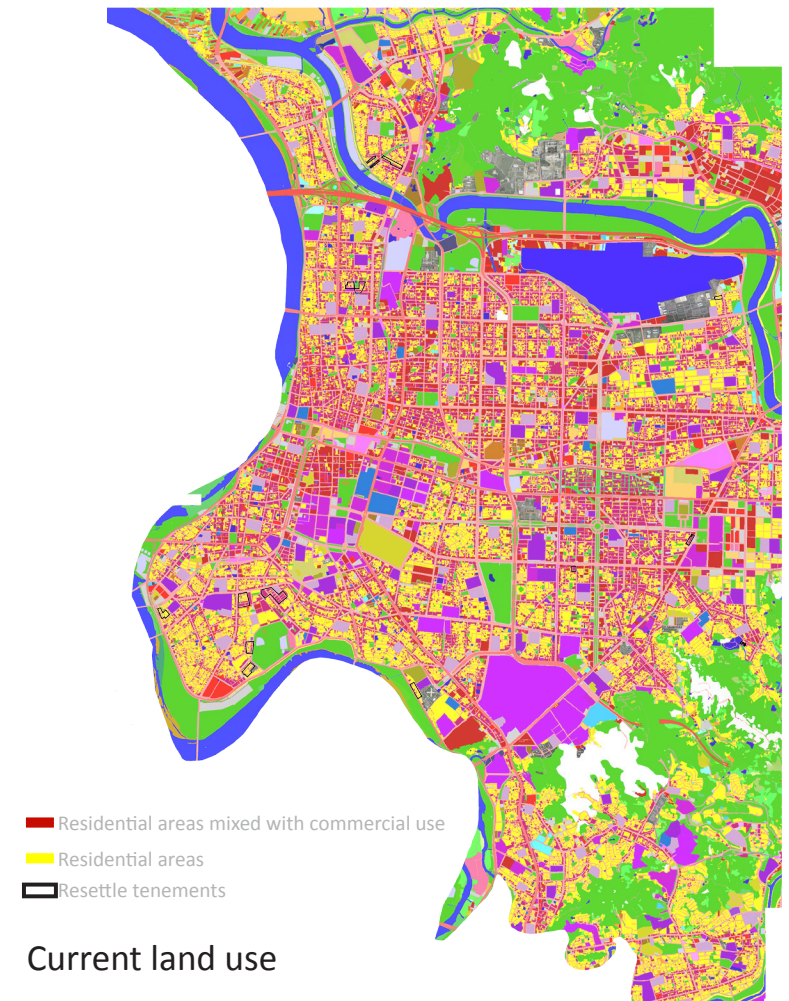 Residential areas mixed with commercial use
Residential areas
Resettle tenements
Current land use